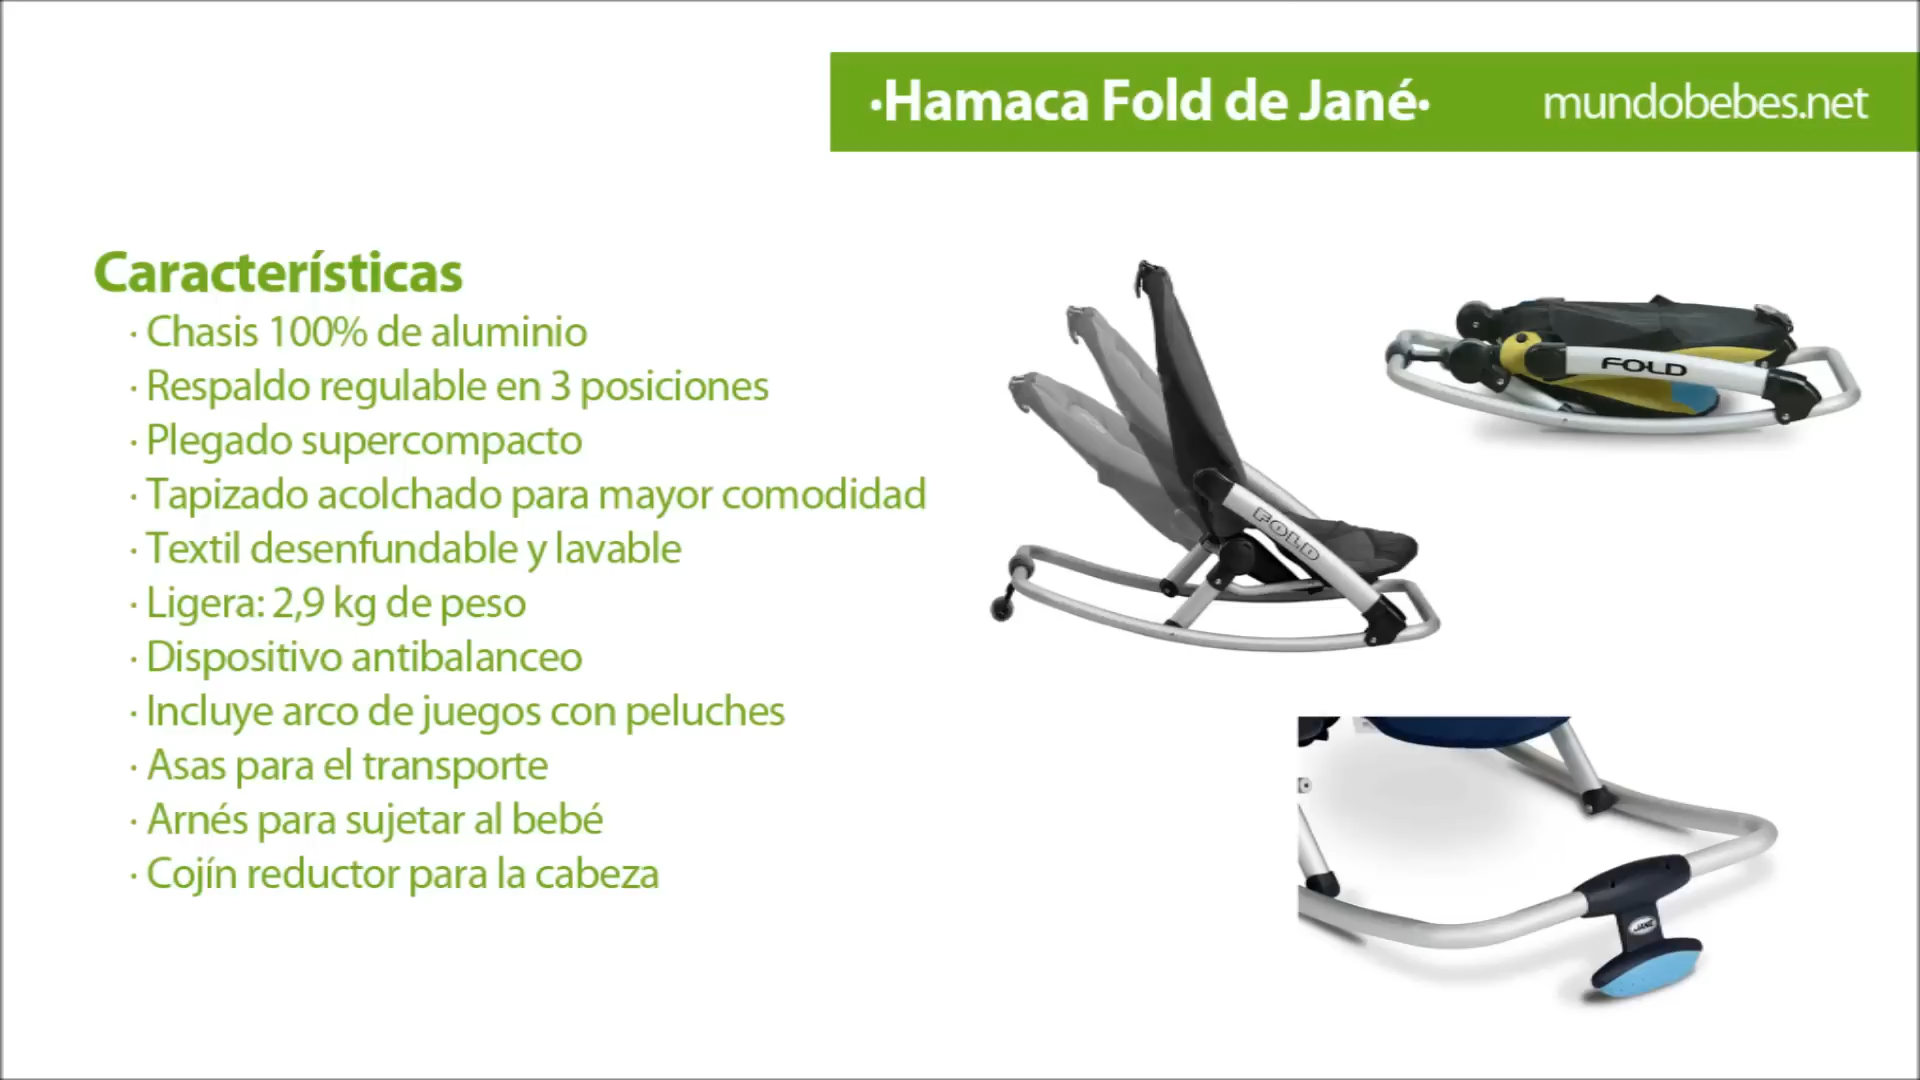 ·Hamaca Fold de Jané·
mundobebes.net
Características
· Chasis 100% de aluminio
· Respaldo regulable en 3 posiciones
· Plegado supercompacto
· Tapizado acolchado para mayor comodidad
· Textil desenfundable y lavable
· Ligera: 2,9 kg de peso
· Dispositivo antibalanceo
· Incluye arco de juegos con peluches
· Asas para el transporte
· Arnés para sujetar al bebé
· Cojín reductor para la cabeza
FOLD
FOLD
JANÉ